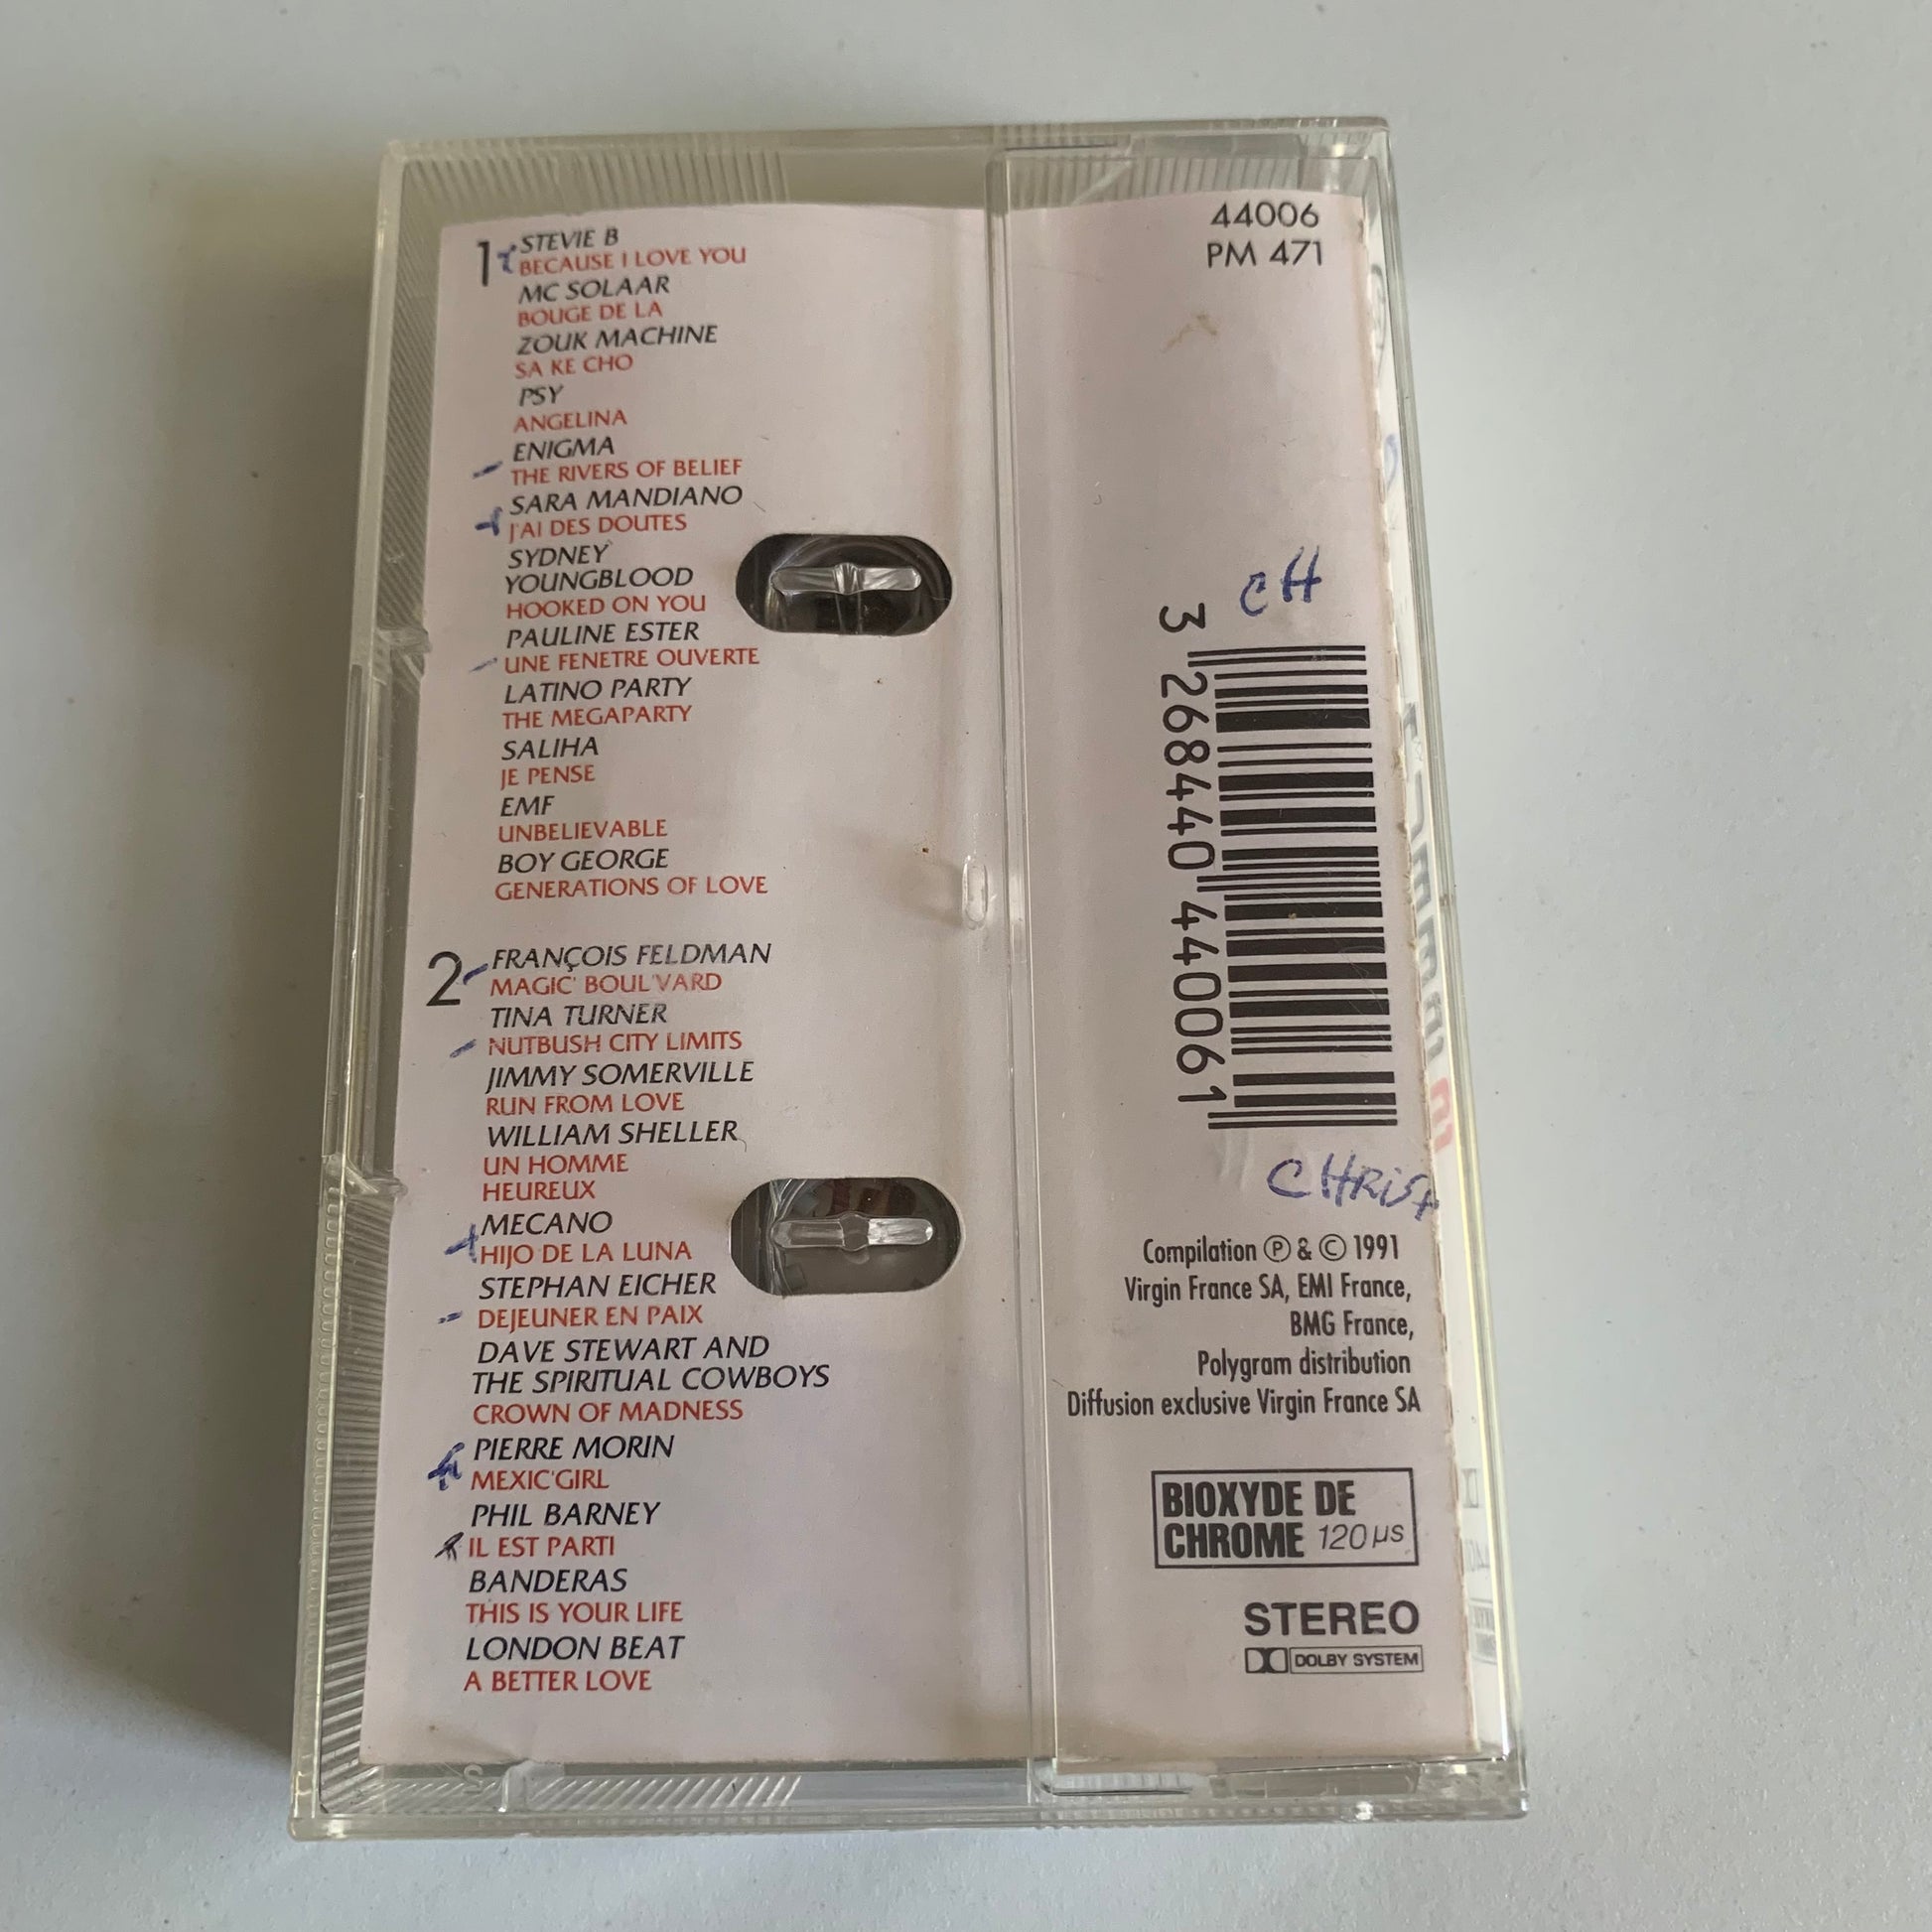 1
STEVIE B
BECAUSE I LOVE YOU
MC SOLAAR
BOUGE DE LA
ZOUK MACHINE
SA KE CHO
PSY
ANGELINA
ENIGMA
THE RIVERS OF BELIEF
SARA MANDIANO
J'AI DES DOUTES
SYDNEY
YOUNGBLOOD
HOOKED ON YOU
PAULINE ESTER
UNE FENETRE OUVERTE
LATINO PARTY
THE MEGAPARTY
SALIHA
JE PENSE
EMF
UNBELIEVABLE
BOY GEORGE
GENERATIONS OF LOVE
2
FRANÇOIS FELDMAN
MAGIC' BOUL'VARD
TINA TURNER
NUTBUSH CITY LIMITS
JIMMY SOMERVILLE
RUN FROM LOVE
WILLIAM SHELLER
UN HOMME
HEUREUX
MECANO
HIJO DE LA LUNA
STEPHAN EICHER
DEJEUNER EN PAIX
DAVE STEWART AND
THE SPIRITUAL COWBOYS
CROWN OF MADNESS
PIERRE MORIN
MEXIC'GIRL
PHIL BARNEY
IL EST PARTI
BANDERAS
THIS IS YOUR LIFE
LONDON BEAT
A BETTER LOVE
44006
PM 471
CH
3 268440 440061
CHRIST
Compilation Ⓟ & © 1991
Virgin France SA, EMI France,
BMG France,
Polygram distribution
Diffusion exclusive Virgin France SA
BIOXYDE DE
CHROME 120 µs
STEREO
DOLBY SYSTEM